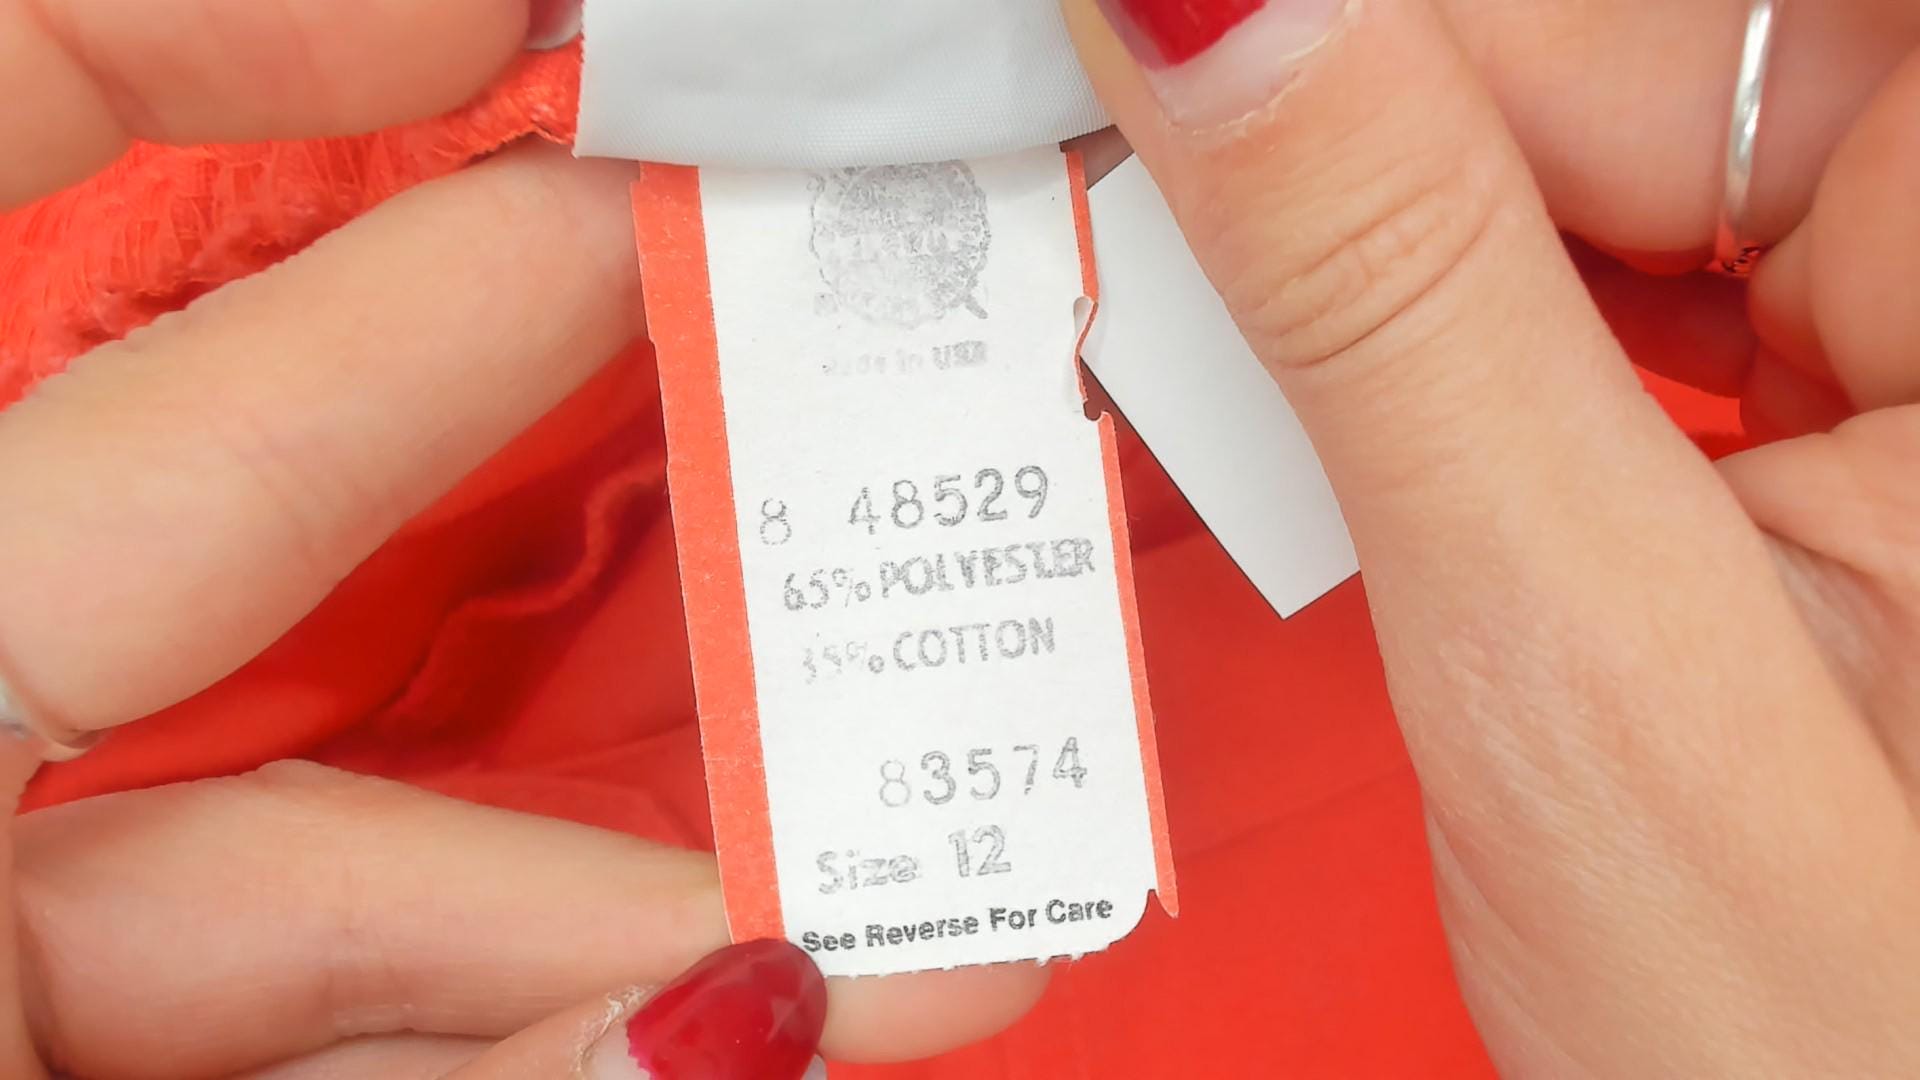 Made in USA
8 48529
65% POLYESTER
35% COTTON
83574
Size 12
See Reverse For Care